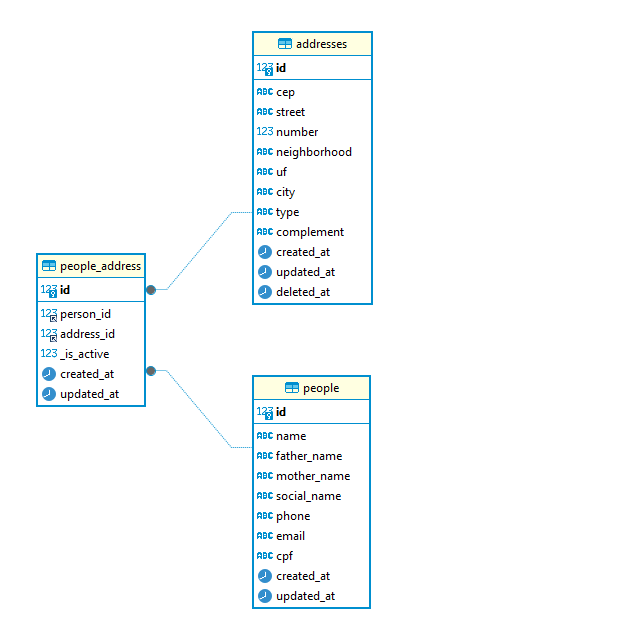 addresses
123 id
ABC cep
ABC street
123 number
ABC neighborhood
ABC uf
ABC city
ABC type
ABC complement
created_at
updated_at
deleted_at
people_address
123 id
123 person_id
123 address_id
123 _is_active
created_at
updated_at
people
123 id
ABC name
ABC father_name
ABC mother_name
ABC social_name
ABC phone
ABC email
ABC cpf
created_at
updated_at